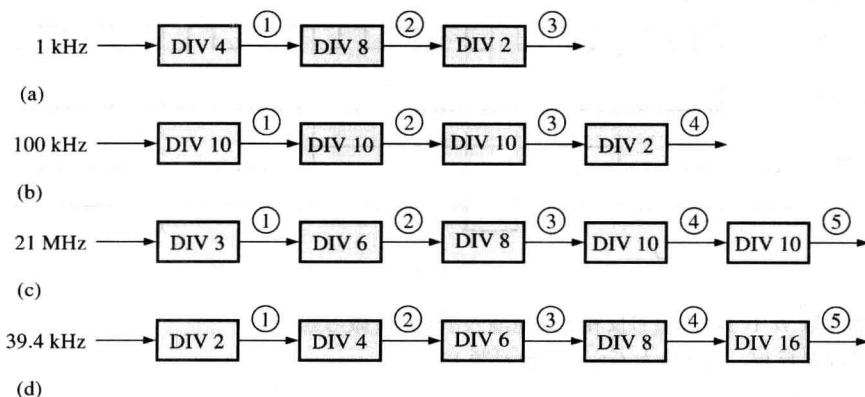 ① ② ③
1 kHz DIV 4 DIV 8 DIV 2
(a)
① ② ③ ④
100 kHz DIV 10 DIV 10 DIV 10 DIV 2
(b)
① ② ③ ④ ⑤
21 MHz DIV 3 DIV 6 DIV 8 DIV 10 DIV 10
(c)
① ② ③ ④ ⑤
39.4 kHz DIV 2 DIV 4 DIV 6 DIV 8 DIV 16
(d)